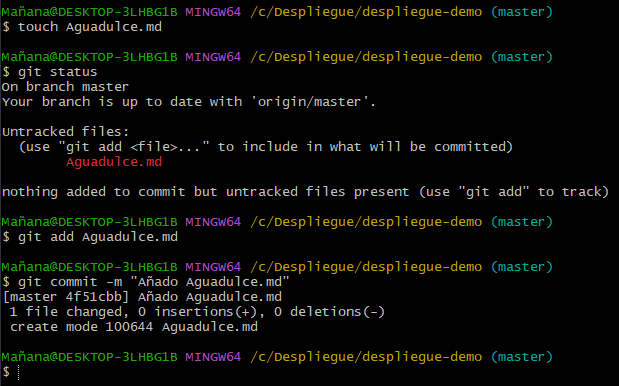 Mañana@DESKTOP-3LHBG1B MINGW64 /c/Despliegue/despliegue-demo (master)
$ touch Aguadulce.md
Mañana@DESKTOP-3LHBG1B MINGW64 /c/Despliegue/despliegue-demo (master)
$ git status
On branch master
Your branch is up to date with 'origin/master'.
Untracked files:
  (use "git add <file>..." to include in what will be committed)
        Aguadulce.md
nothing added to commit but untracked files present (use "git add" to track)
Mañana@DESKTOP-3LHBG1B MINGW64 /c/Despliegue/despliegue-demo (master)
$ git add Aguadulce.md
Mañana@DESKTOP-3LHBG1B MINGW64 /c/Despliegue/despliegue-demo (master)
$ git commit -m "Añado Aguadulce.md"
[master 4f51cbb] Añado Aguadulce.md
 1 file changed, 0 insertions(+), 0 deletions(-)
 create mode 100644 Aguadulce.md
Mañana@DESKTOP-3LHBG1B MINGW64 /c/Despliegue/despliegue-demo (master)
$